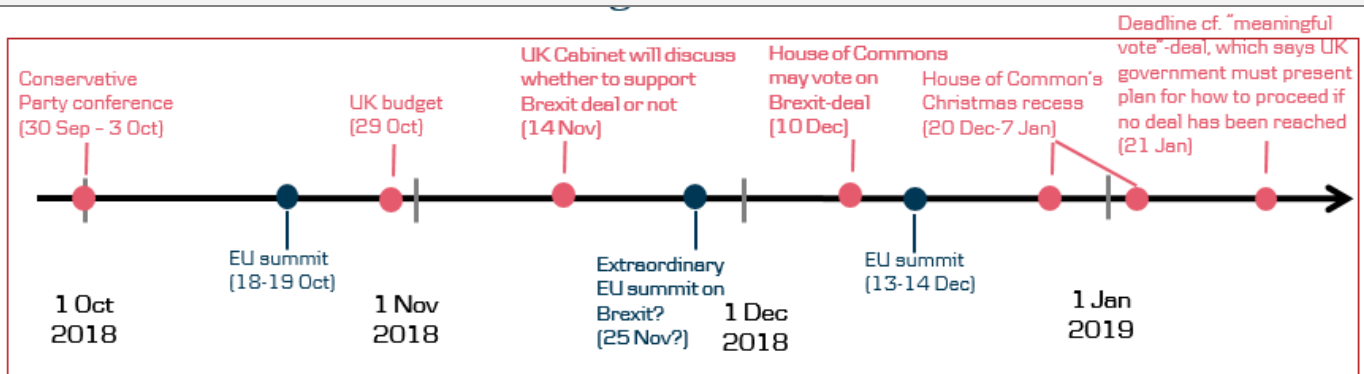 Conservative
Party conference
(30 Sep – 3 Oct)
UK budget
(29 Oct)
UK Cabinet will discuss
whether to support
Brexit deal or not
(14 Nov)
House of Commons
may vote on
Brexit-deal
(10 Dec)
House of Common's
Christmas recess
(20 Dec-7 Jan)
Deadline cf. "meaningful
vote"-deal, which says UK
government must present
plan for how to proceed if
no deal has been reached
(21 Jan)
EU summit
(18-19 Oct)
Extraordinary
EU summit on
Brexit?
(25 Nov?)
EU summit
(13-14 Dec)
1 Oct
2018
1 Nov
2018
1 Dec
2018
1 Jan
2019